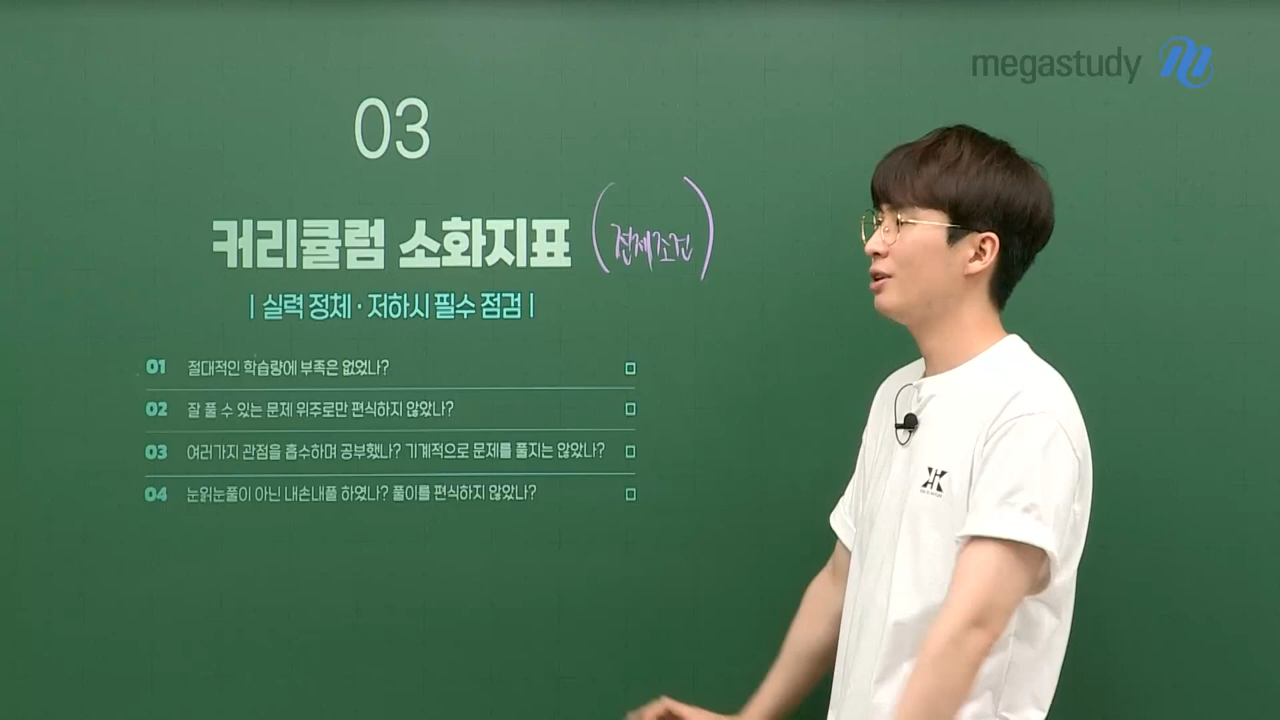 megastudy
03
커리큘럼 소화지표 (전제조건)
| 실력 정체 · 저하시 필수 점검 |
01 절대적인 학습량에 부족은 없었나?
02 잘 풀 수 있는 문제 위주로만 편식하지 않았나?
03 여러가지 관점을 흡수하며 공부했나? 기계적으로 문제를 풀지는 않았나?
04 눈읽눈풀이 아닌 내손내풀 하였나? 풀이를 편식하지 않았나?